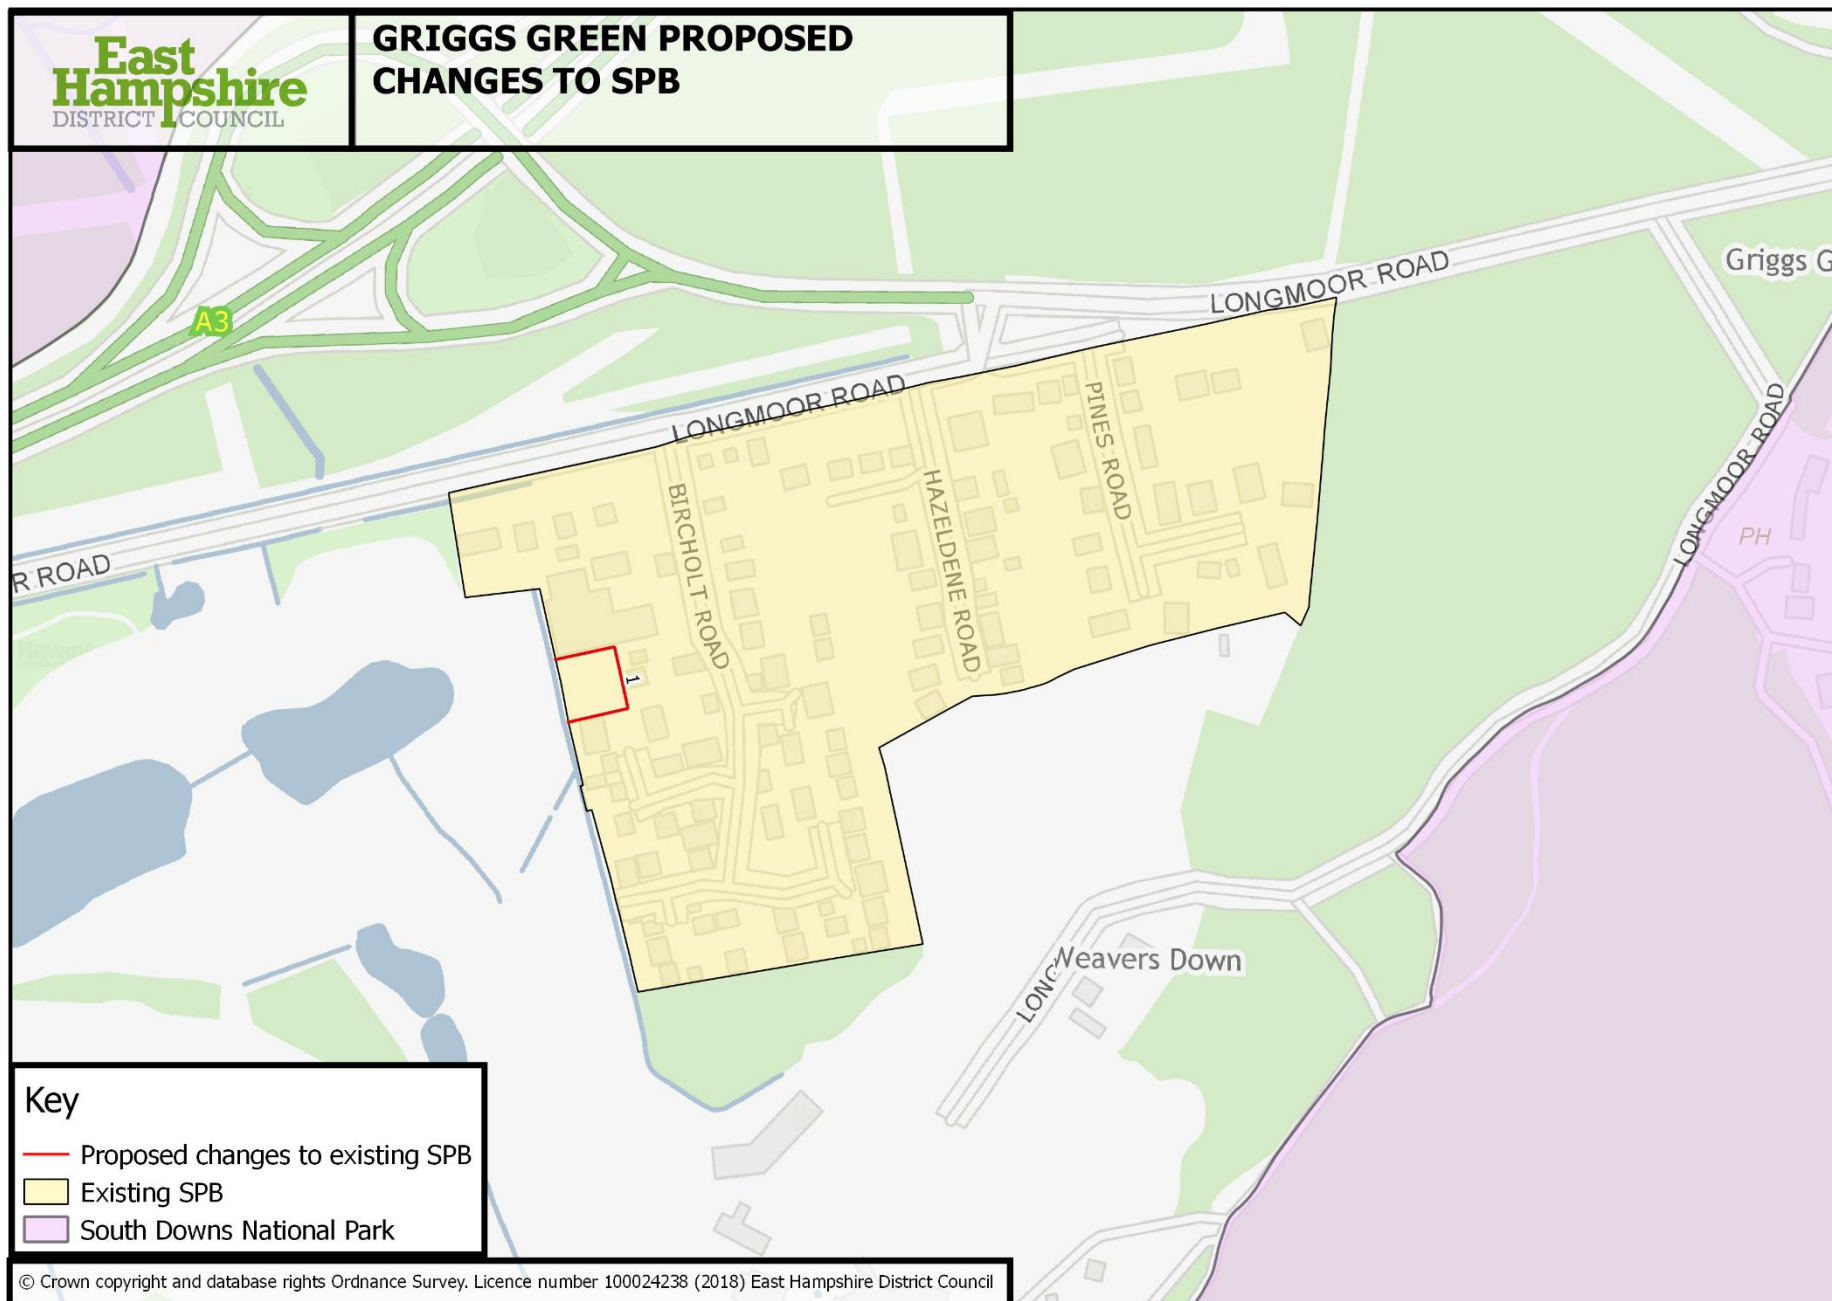 East
Hampshire
DISTRICT COUNCIL
GRIGGS GREEN PROPOSED
CHANGES TO SPB
Griggs G
LONGMOOR ROAD
A3
LONGMOOR ROAD
PINES ROAD
LONGMOOR ROAD
HAZELDENE ROAD
BIRCHOLT ROAD
PH
R ROAD
Havant
1
Weavers Down
LONG
Key
Proposed changes to existing SPB
Existing SPB
South Downs National Park
© Crown copyright and database rights Ordnance Survey. Licence number 100024238 (2018) East Hampshire District Council